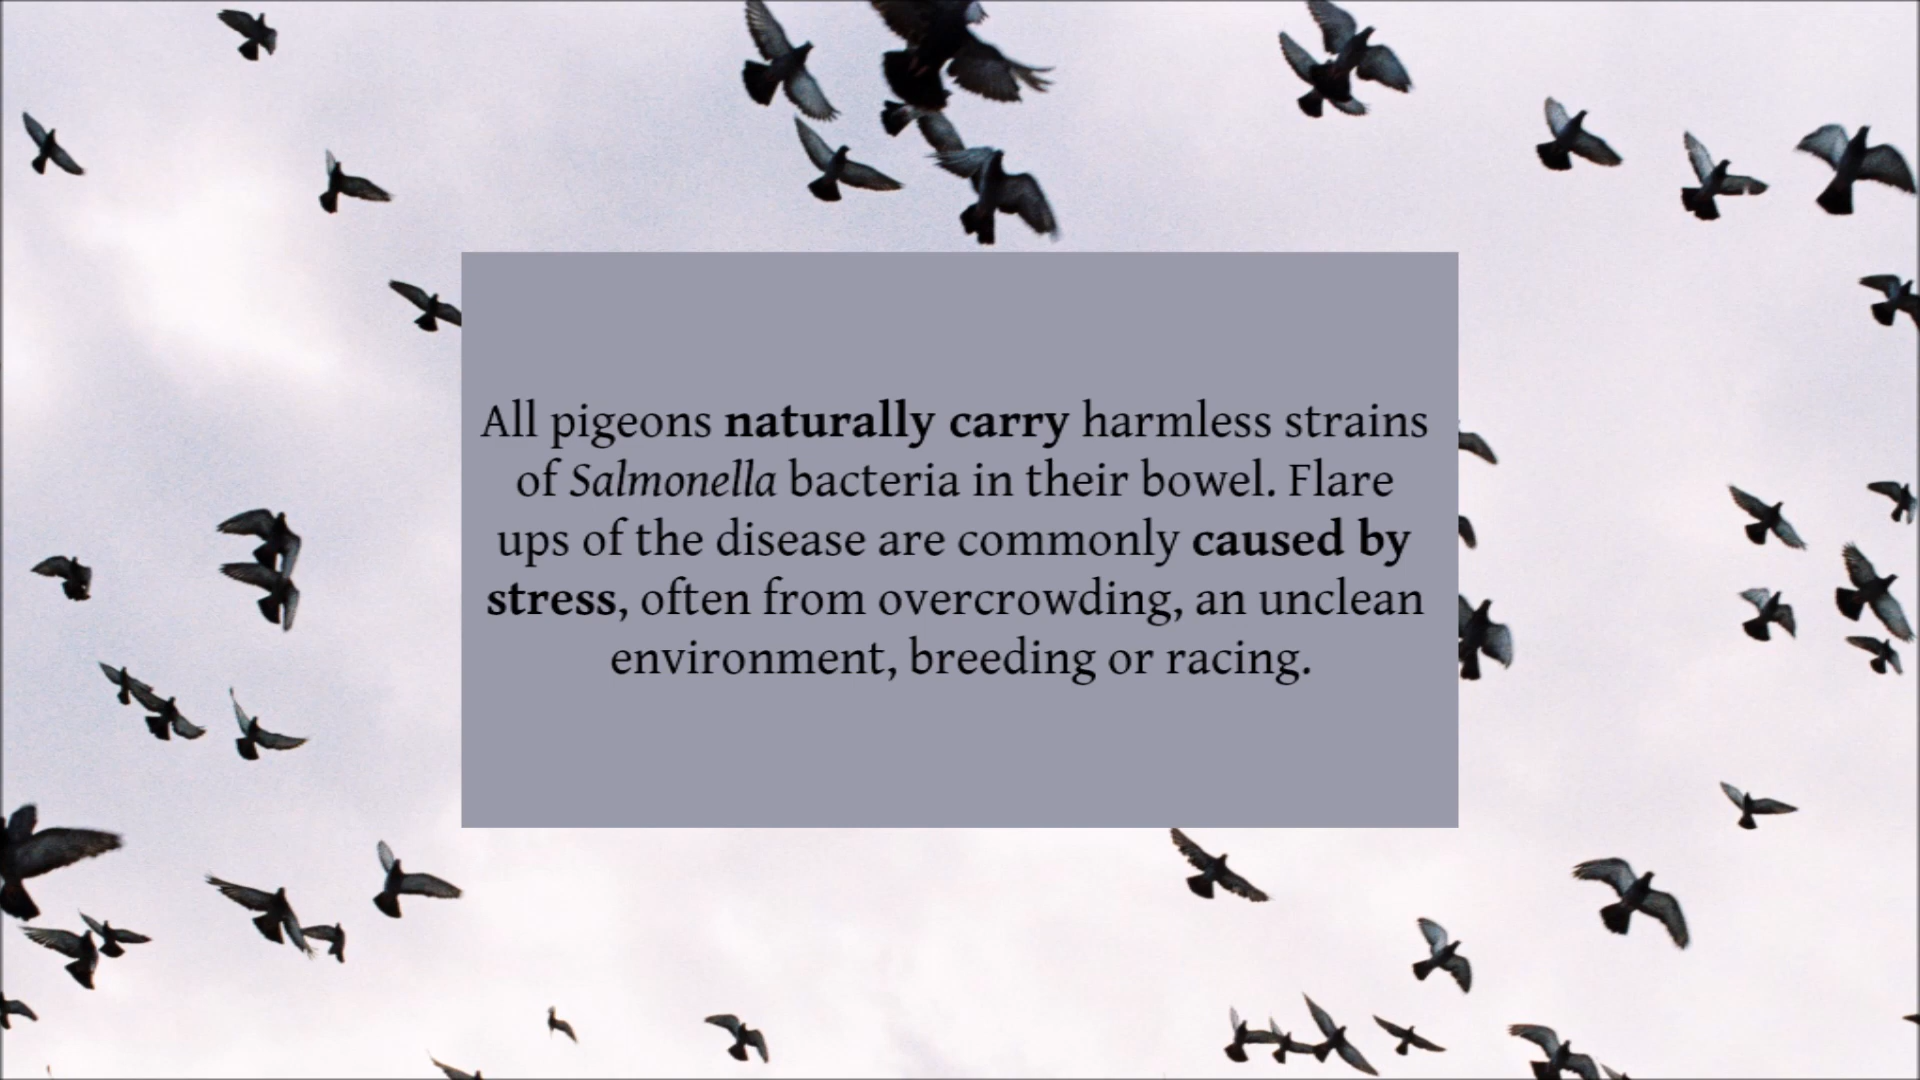 All pigeons naturally carry harmless strains
of Salmonella bacteria in their bowel. Flare
ups of the disease are commonly caused by
stress, often from overcrowding, an unclean
environment, breeding or racing.